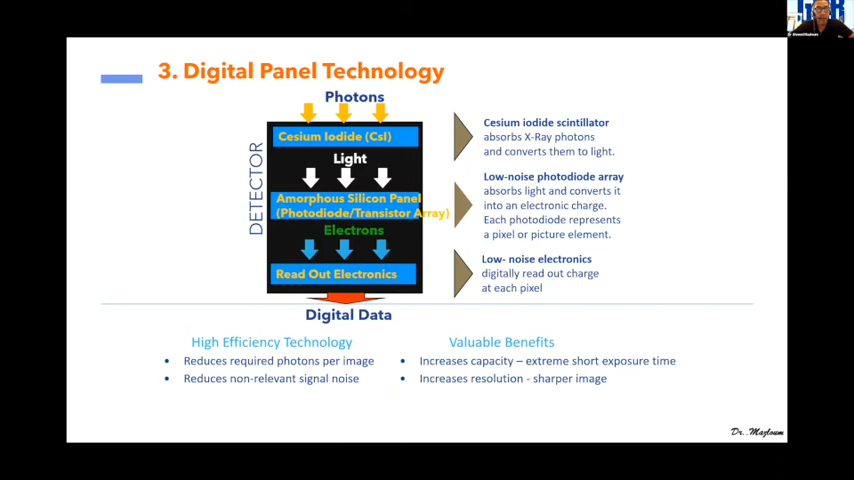 3. Digital Panel Technology
Photons
DETECTOR
Cesium Iodide (CsI)
Light
Amorphous Silicon Panel
(Photodiode/Transistor Array)
Electrons
Read Out Electronics
Digital Data
Cesium iodide scintillator
absorbs X-Ray photons
and converts them to light.
Low-noise photodiode array
absorbs light and converts it
into an electronic charge.
Each photodiode represents
a pixel or picture element.
Low- noise electronics
digitally read out charge
at each pixel
High Efficiency Technology
• Reduces required photons per image
• Reduces non-relevant signal noise
Valuable Benefits
• Increases capacity – extreme short exposure time
• Increases resolution - sharper image
Dr. .Mazloum